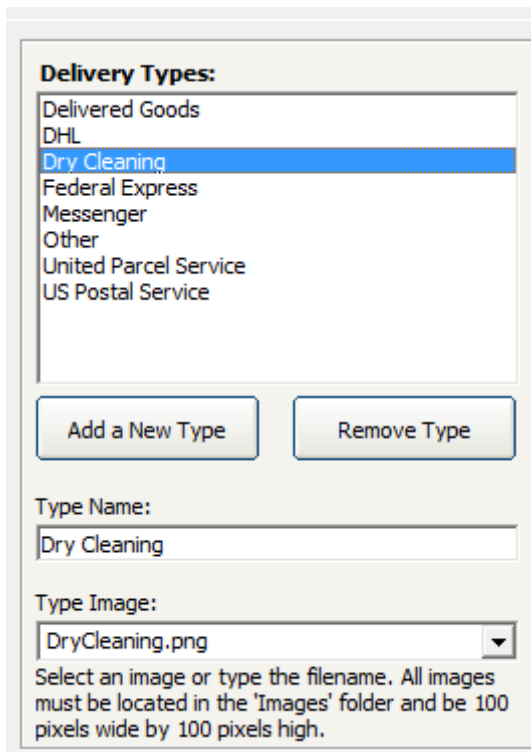 Delivery Types:
Delivered Goods
DHL
Dry Cleaning
Federal Express
Messenger
Other
United Parcel Service
US Postal Service
Add a New Type
Remove Type
Type Name:
Dry Cleaning
Type Image:
DryCleaning.png
Select an image or type the filename. All images
must be located in the 'Images' folder and be 100
pixels wide by 100 pixels high.